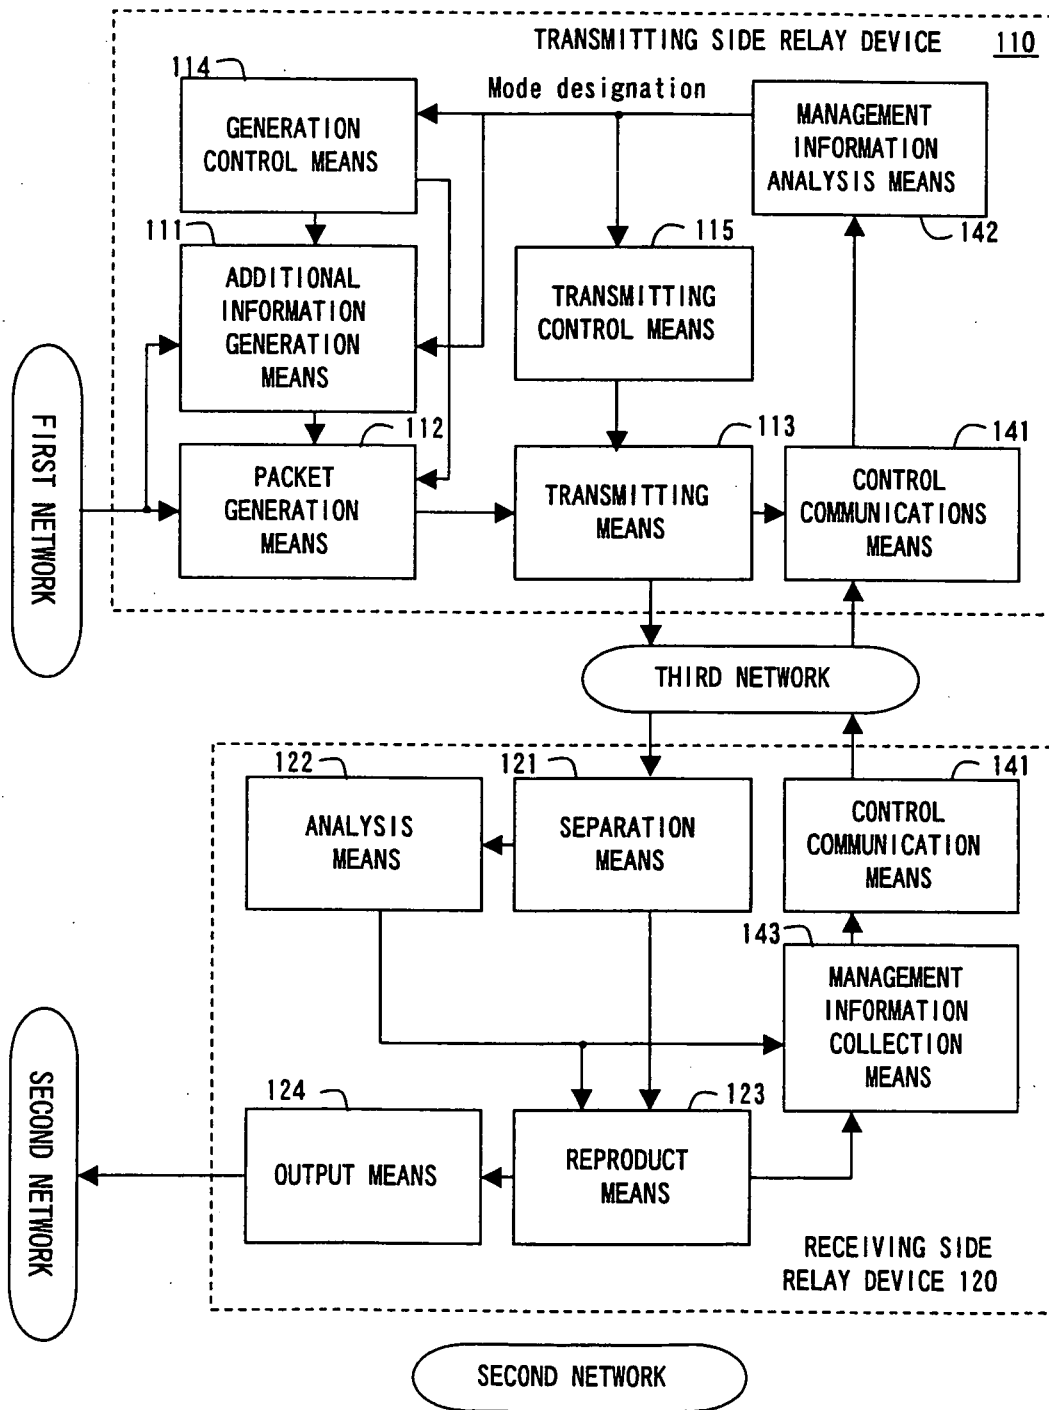 TRANSMITTING SIDE RELAY DEVICE 110
114
Mode designation
GENERATION
CONTROL MEANS
MANAGEMENT
INFORMATION
ANALYSIS MEANS
142
111
115
ADDITIONAL
INFORMATION
GENERATION
MEANS
TRANSMITTING
CONTROL MEANS
FIRST NETWORK
112
113
141
PACKET
GENERATION
MEANS
TRANSMITTING
MEANS
CONTROL
COMMUNICATIONS
MEANS
THIRD NETWORK
122
121
141
ANALYSIS
MEANS
SEPARATION
MEANS
CONTROL
COMMUNICATION
MEANS
143
MANAGEMENT
INFORMATION
COLLECTION
MEANS
SECOND NETWORK
124
123
OUTPUT MEANS
REPRODUCT
MEANS
RECEIVING SIDE
RELAY DEVICE 120
SECOND NETWORK